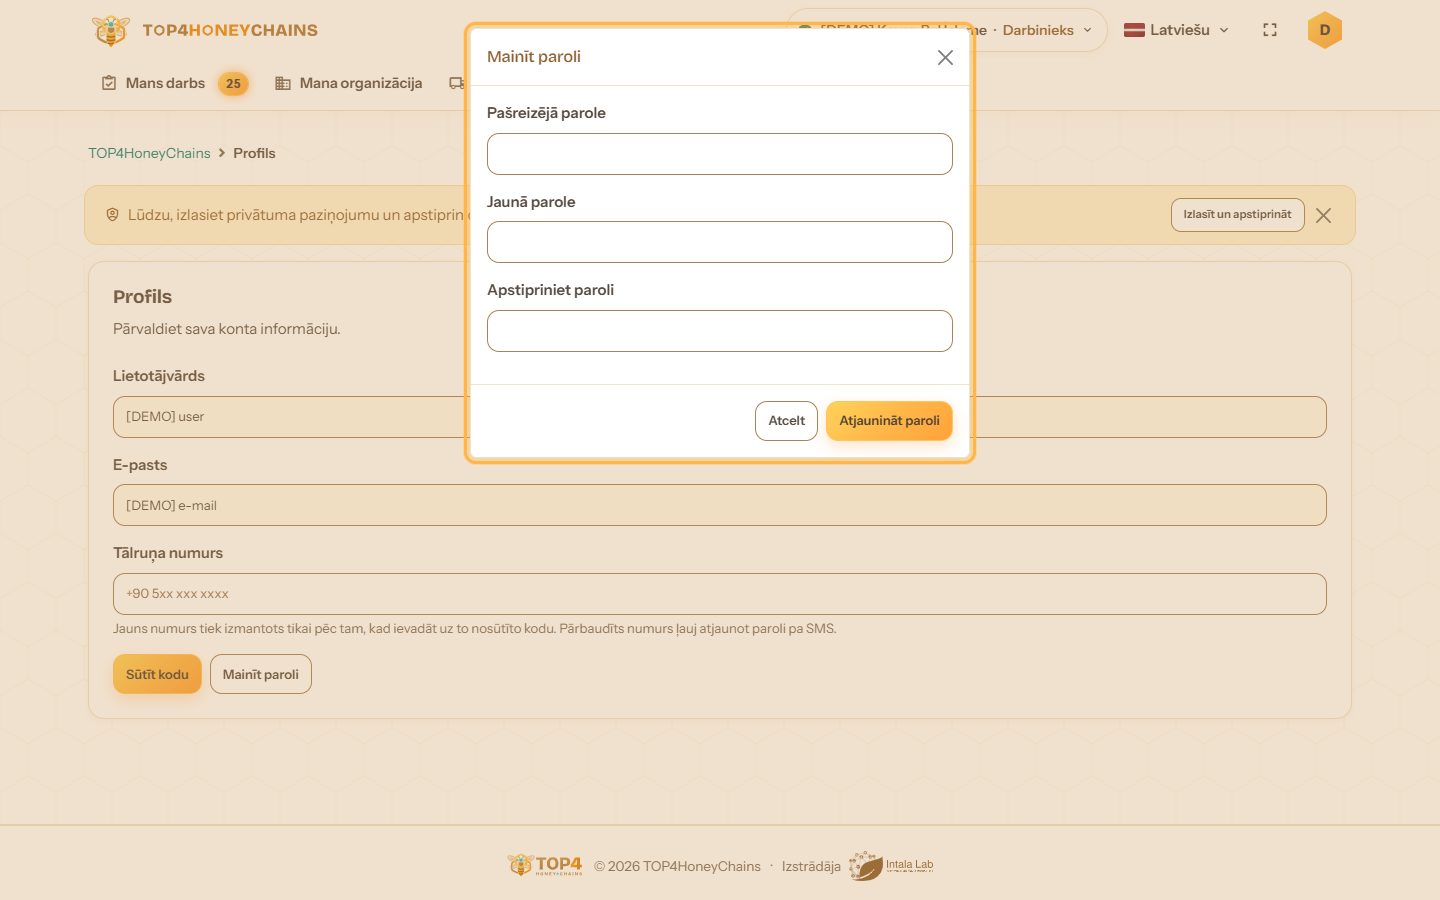 TOP4HONEYCHAINS
Darbinieks
Latviešu
D
Mans darbs 25 Mana organizācija
TOP4HoneyChains > Profils
Lūdzu, izlasiet privātuma paziņojumu un
Izlasīt un apstiprināt
Mainīt paroli
Pašreizējā parole
Jaunā parole
Apstipriniet paroli
Atcelt
Atjaunināt paroli
Profils
Pārvaldiet sava konta informāciju.
Lietotājvārds
[DEMO] user
E-pasts
[DEMO] e-mail
Tālruņa numurs
+90 5xx xxx xxxx
Jauns numurs tiek izmantots tikai pēc tam, kad ievadāt uz to nosūtīto kodu. Pārbaudīts numurs ļauj atjaunot paroli pa SMS.
Sūtīt kodu
Mainīt paroli
TOP4 HONEYCHAINS © 2026 TOP4HoneyChains · Izstrādāja Intala Lab